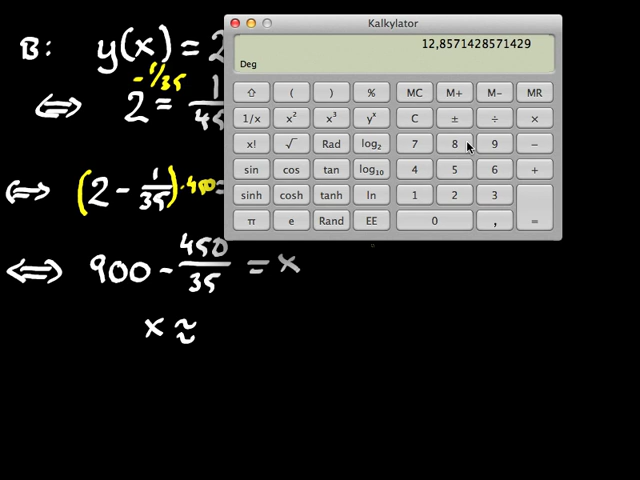 Kalkylator
12,8571428571429
Deg
⇧ ( ) % MC M+ M- MR
1/x x² x³ yˣ C ± ÷ ×
x! √ Rad log₂ 7 8 9 −
sin cos tan log₁₀ 4 5 6 +
sinh cosh tanh ln 1 2 3
π e Rand EE 0 , =
B: y(x) = 2
-1/35
⇔ 2 = 1/45
⇔ (2 - 1/35)·450 =
⇔ 900 - 450/35 = x
x ≈